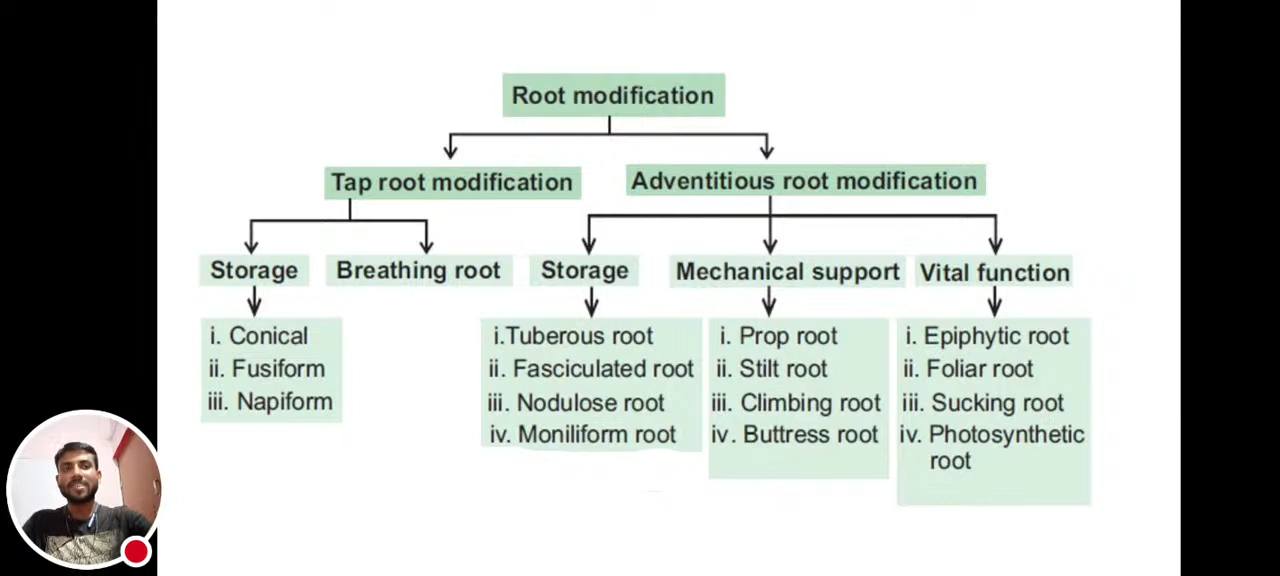 Root modification
Tap root modification
Adventitious root modification
Storage
Breathing root
Storage
Mechanical support
Vital function
i. Conical
ii. Fusiform
iii. Napiform
i.Tuberous root
ii. Fasciculated root
iii. Nodulose root
iv. Moniliform root
i. Prop root
ii. Stilt root
iii. Climbing root
iv. Buttress root
i. Epiphytic root
ii. Foliar root
iii. Sucking root
iv. Photosynthetic
root